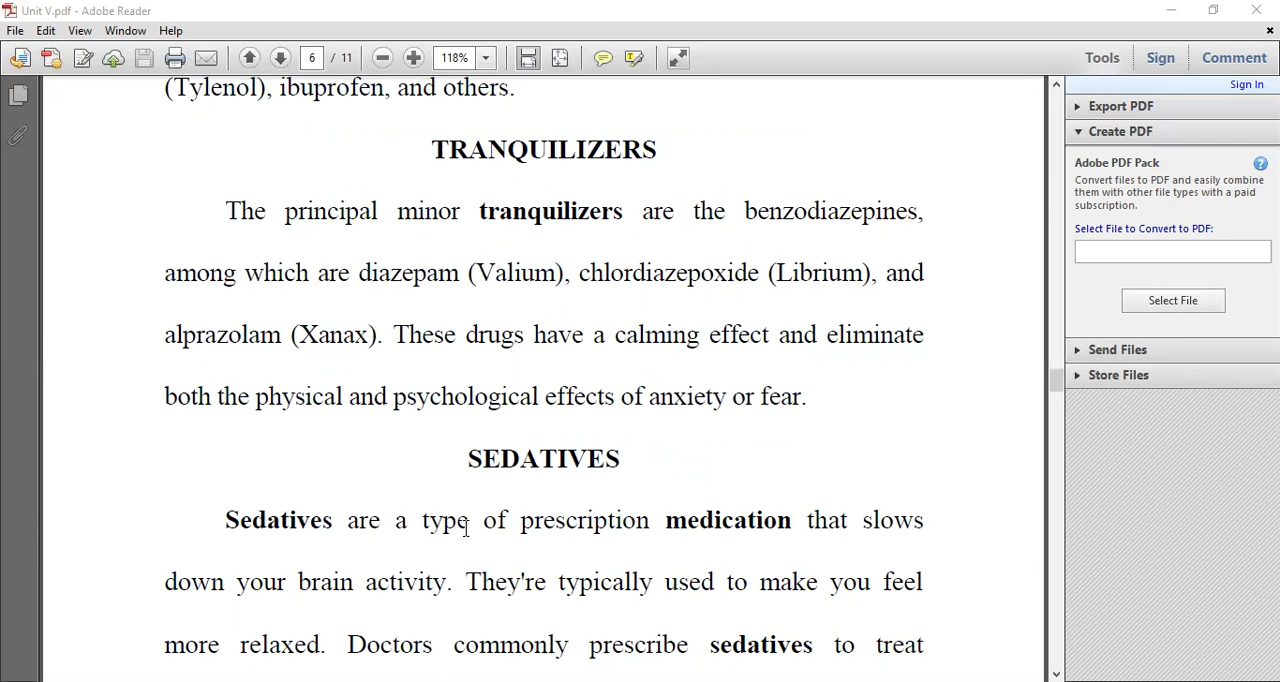 Unit V.pdf - Adobe Reader
File Edit View Window Help
6 / 11 118% Tools Sign Comment
Sign In
Export PDF
Create PDF
Adobe PDF Pack
Convert files to PDF and easily combine
them with other file types with a paid
subscription.
Select File to Convert to PDF:
Select File
Send Files
Store Files
(Tylenol), ibuprofen, and others.
TRANQUILIZERS
The principal minor tranquilizers are the benzodiazepines,
among which are diazepam (Valium), chlordiazepoxide (Librium), and
alprazolam (Xanax). These drugs have a calming effect and eliminate
both the physical and psychological effects of anxiety or fear.
SEDATIVES
Sedatives are a type of prescription medication that slows
down your brain activity. They're typically used to make you feel
more relaxed. Doctors commonly prescribe sedatives to treat